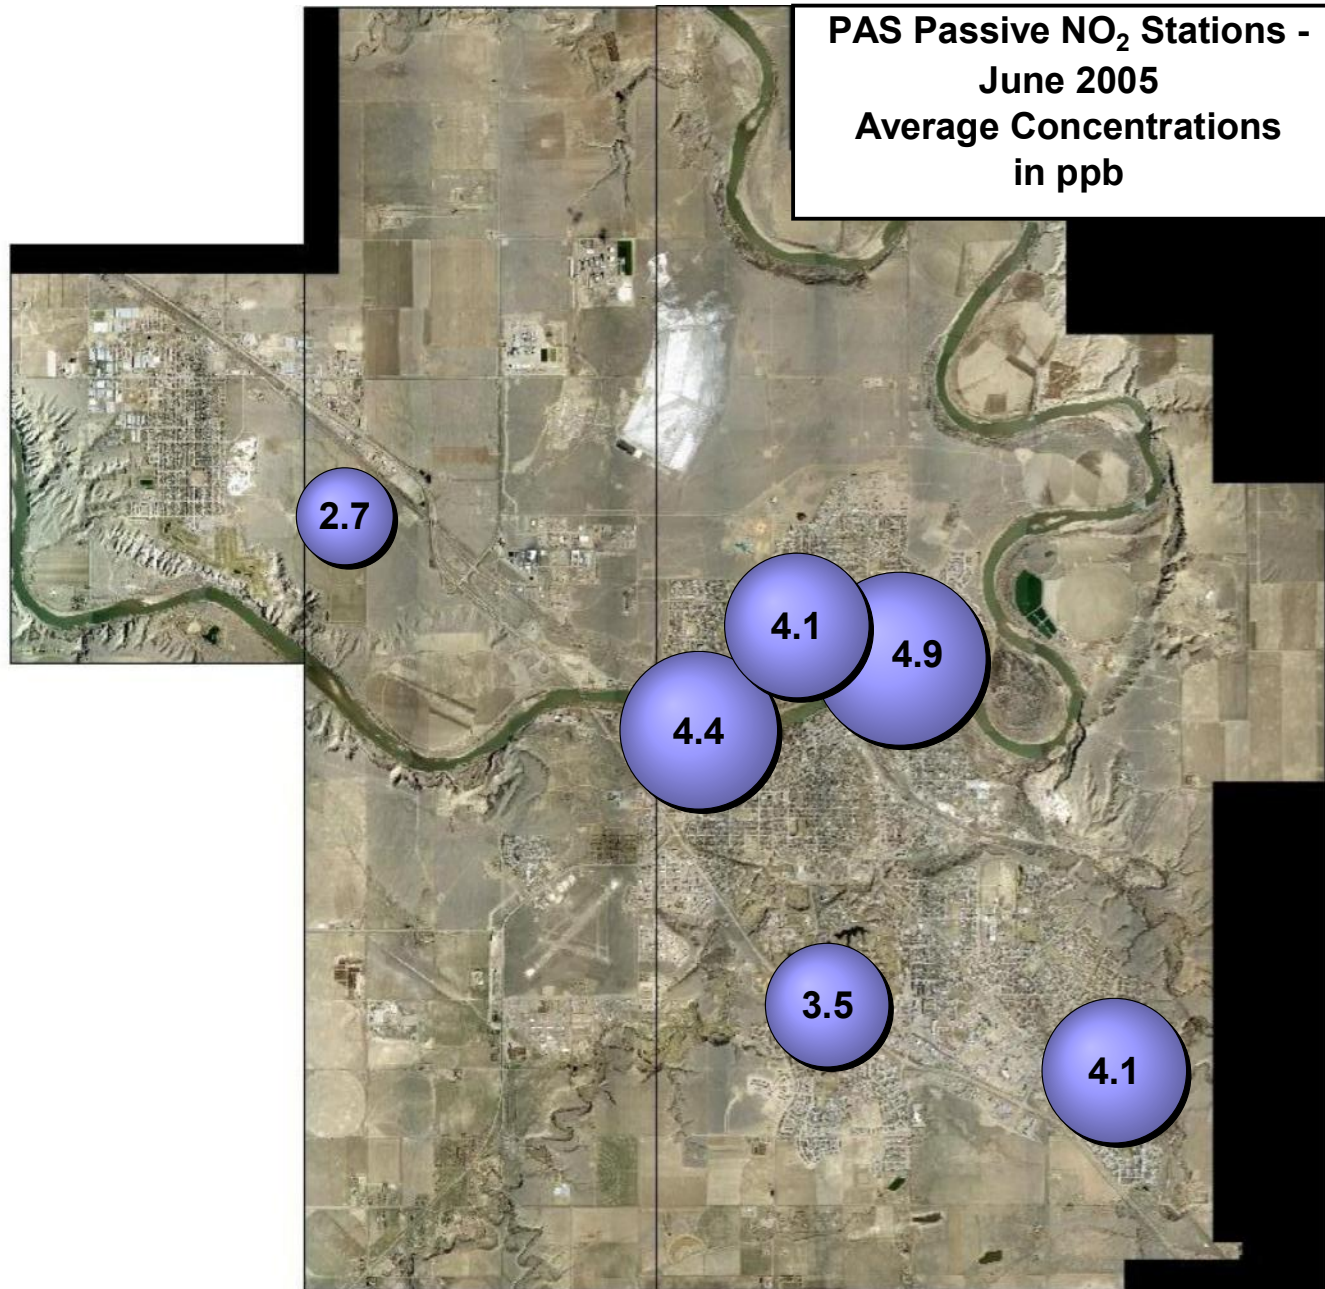 PAS Passive NO₂ Stations -
June 2005
Average Concentrations
in ppb
2.7
4.1
4.9
4.4
3.5
4.1